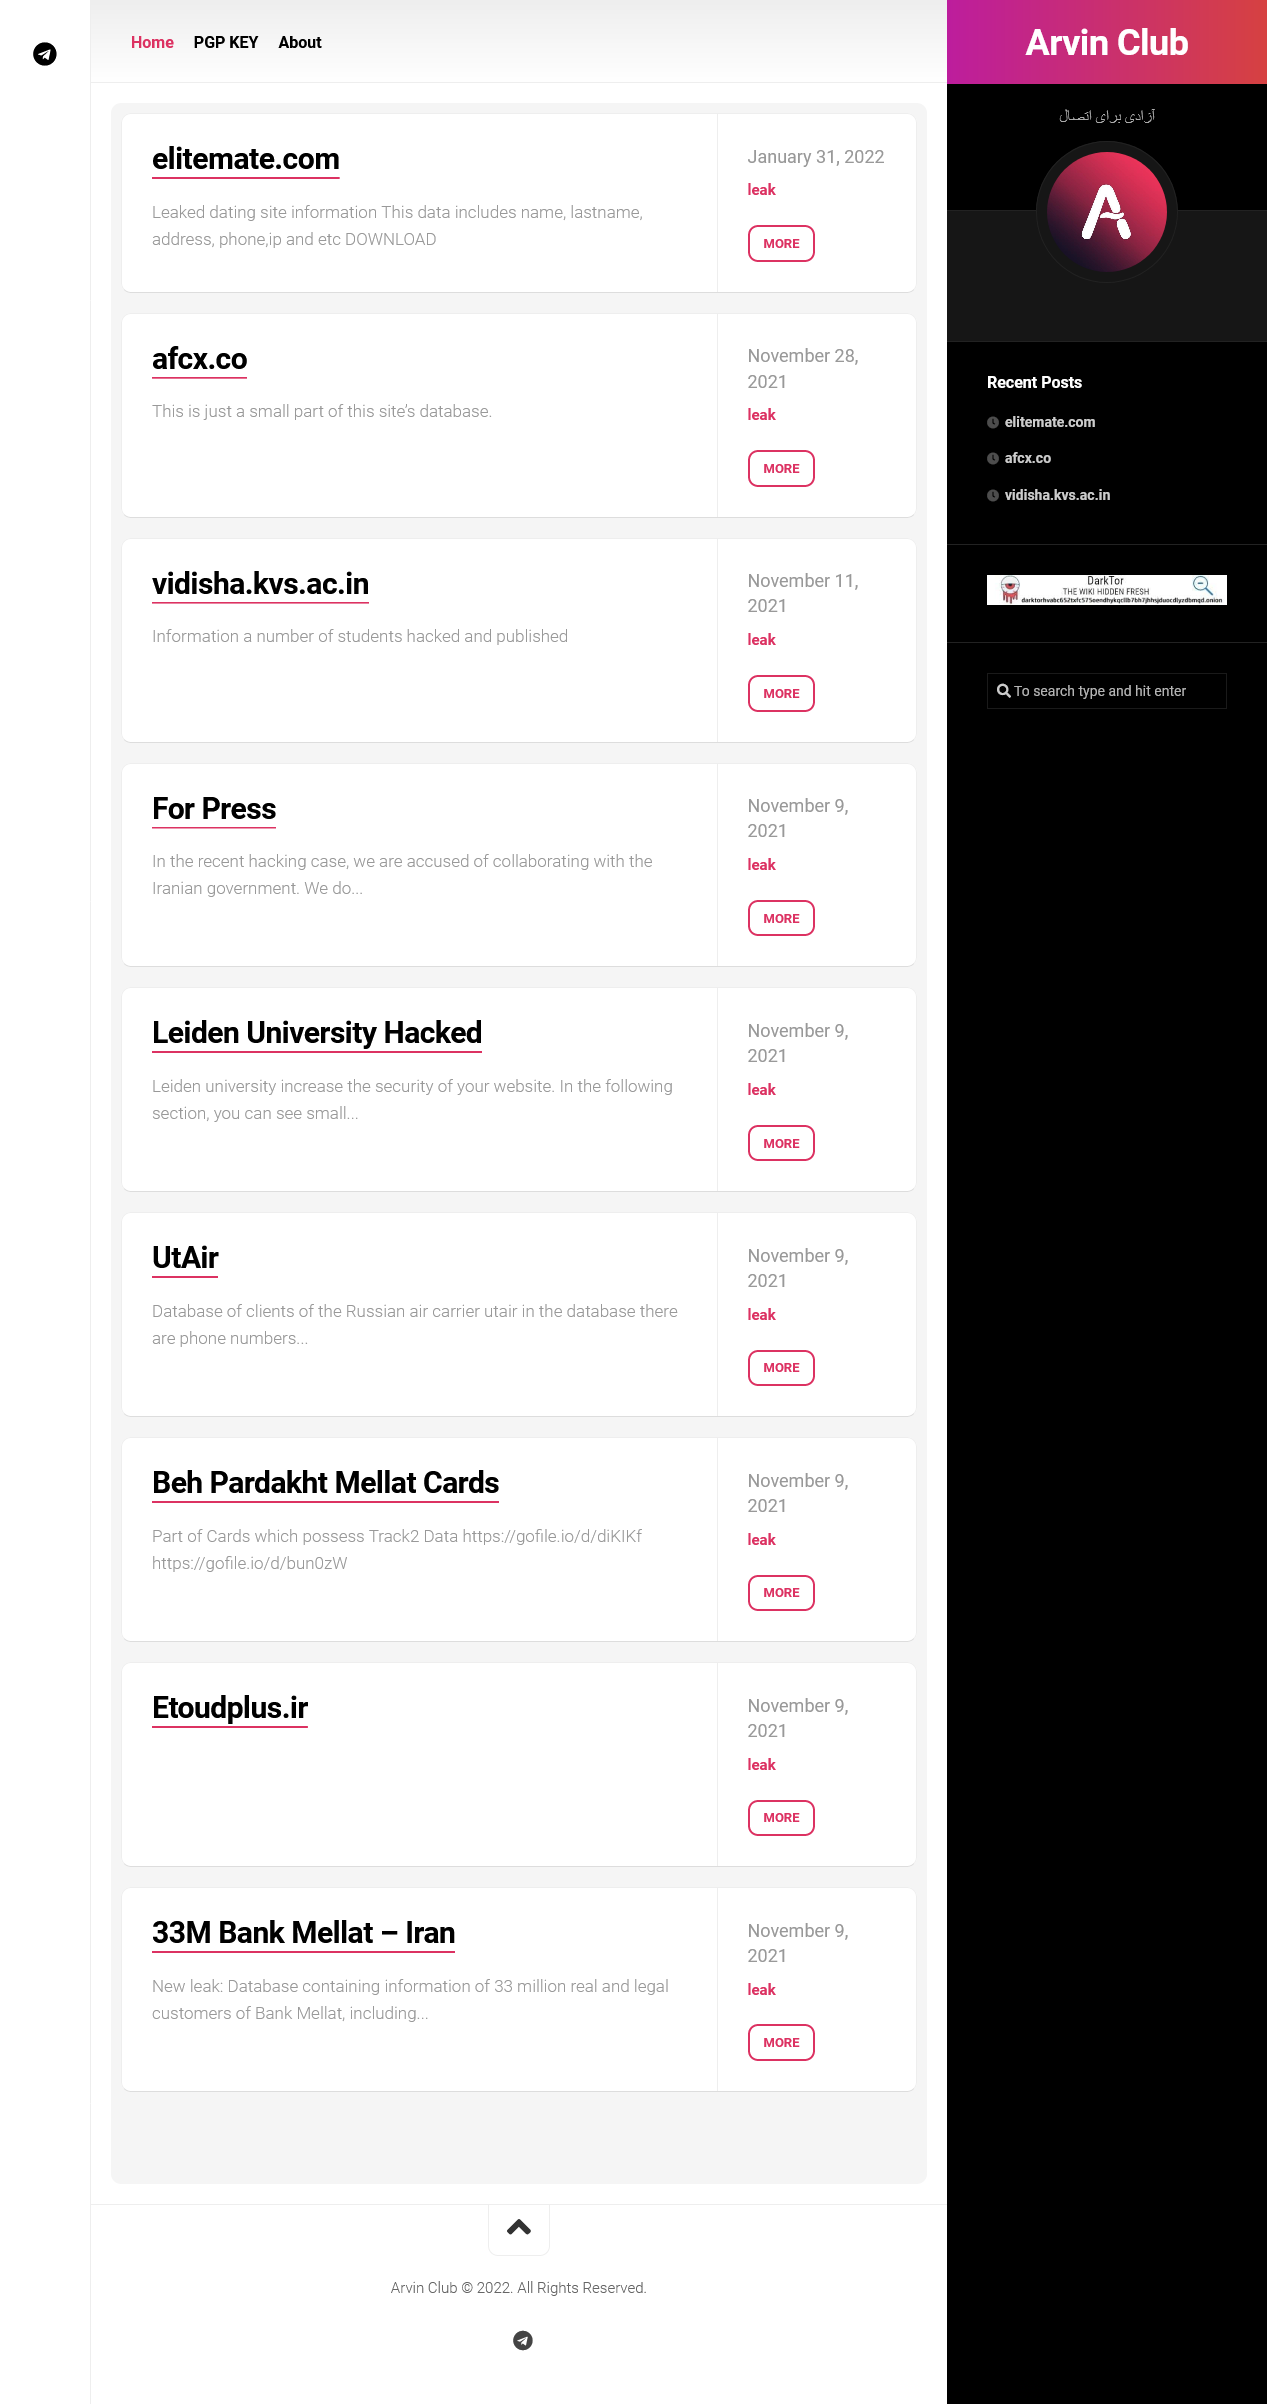 Home PGP KEY About
elitemate.com
Leaked dating site information This data includes name, lastname,
address, phone,ip and etc DOWNLOAD
January 31, 2022
leak
MORE
afcx.co
This is just a small part of this site’s database.
November 28,
2021
leak
MORE
vidisha.kvs.ac.in
Information a number of students hacked and published
November 11,
2021
leak
MORE
For Press
In the recent hacking case, we are accused of collaborating with the
Iranian government. We do...
November 9,
2021
leak
MORE
Leiden University Hacked
Leiden university increase the security of your website. In the following
section, you can see small...
November 9,
2021
leak
MORE
UtAir
Database of clients of the Russian air carrier utair in the database there
are phone numbers...
November 9,
2021
leak
MORE
Beh Pardakht Mellat Cards
Part of Cards which possess Track2 Data https://gofile.io/d/diKIKf
https://gofile.io/d/bun0zW
November 9,
2021
leak
MORE
Etoudplus.ir
November 9,
2021
leak
MORE
33M Bank Mellat – Iran
New leak: Database containing information of 33 million real and legal
customers of Bank Mellat, including...
November 9,
2021
leak
MORE
Arvin Club © 2022. All Rights Reserved.
Arvin Club
آزادی برای اتصال
A
Recent Posts
elitemate.com
afcx.co
vidisha.kvs.ac.in
DarkTor
THE WIKI HIDDEN FRESH
To search type and hit enter